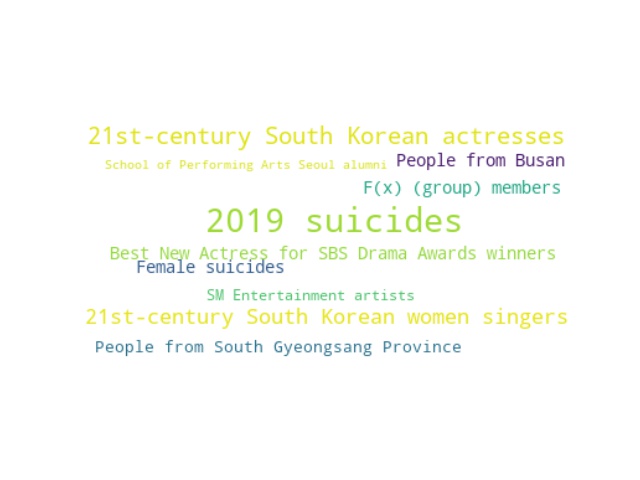 21st-century South Korean actresses
School of Performing Arts Seoul alumni
People from Busan
F(x) (group) members
2019 suicides
Best New Actress for SBS Drama Awards winners
Female suicides
SM Entertainment artists
21st-century South Korean women singers
People from South Gyeongsang Province